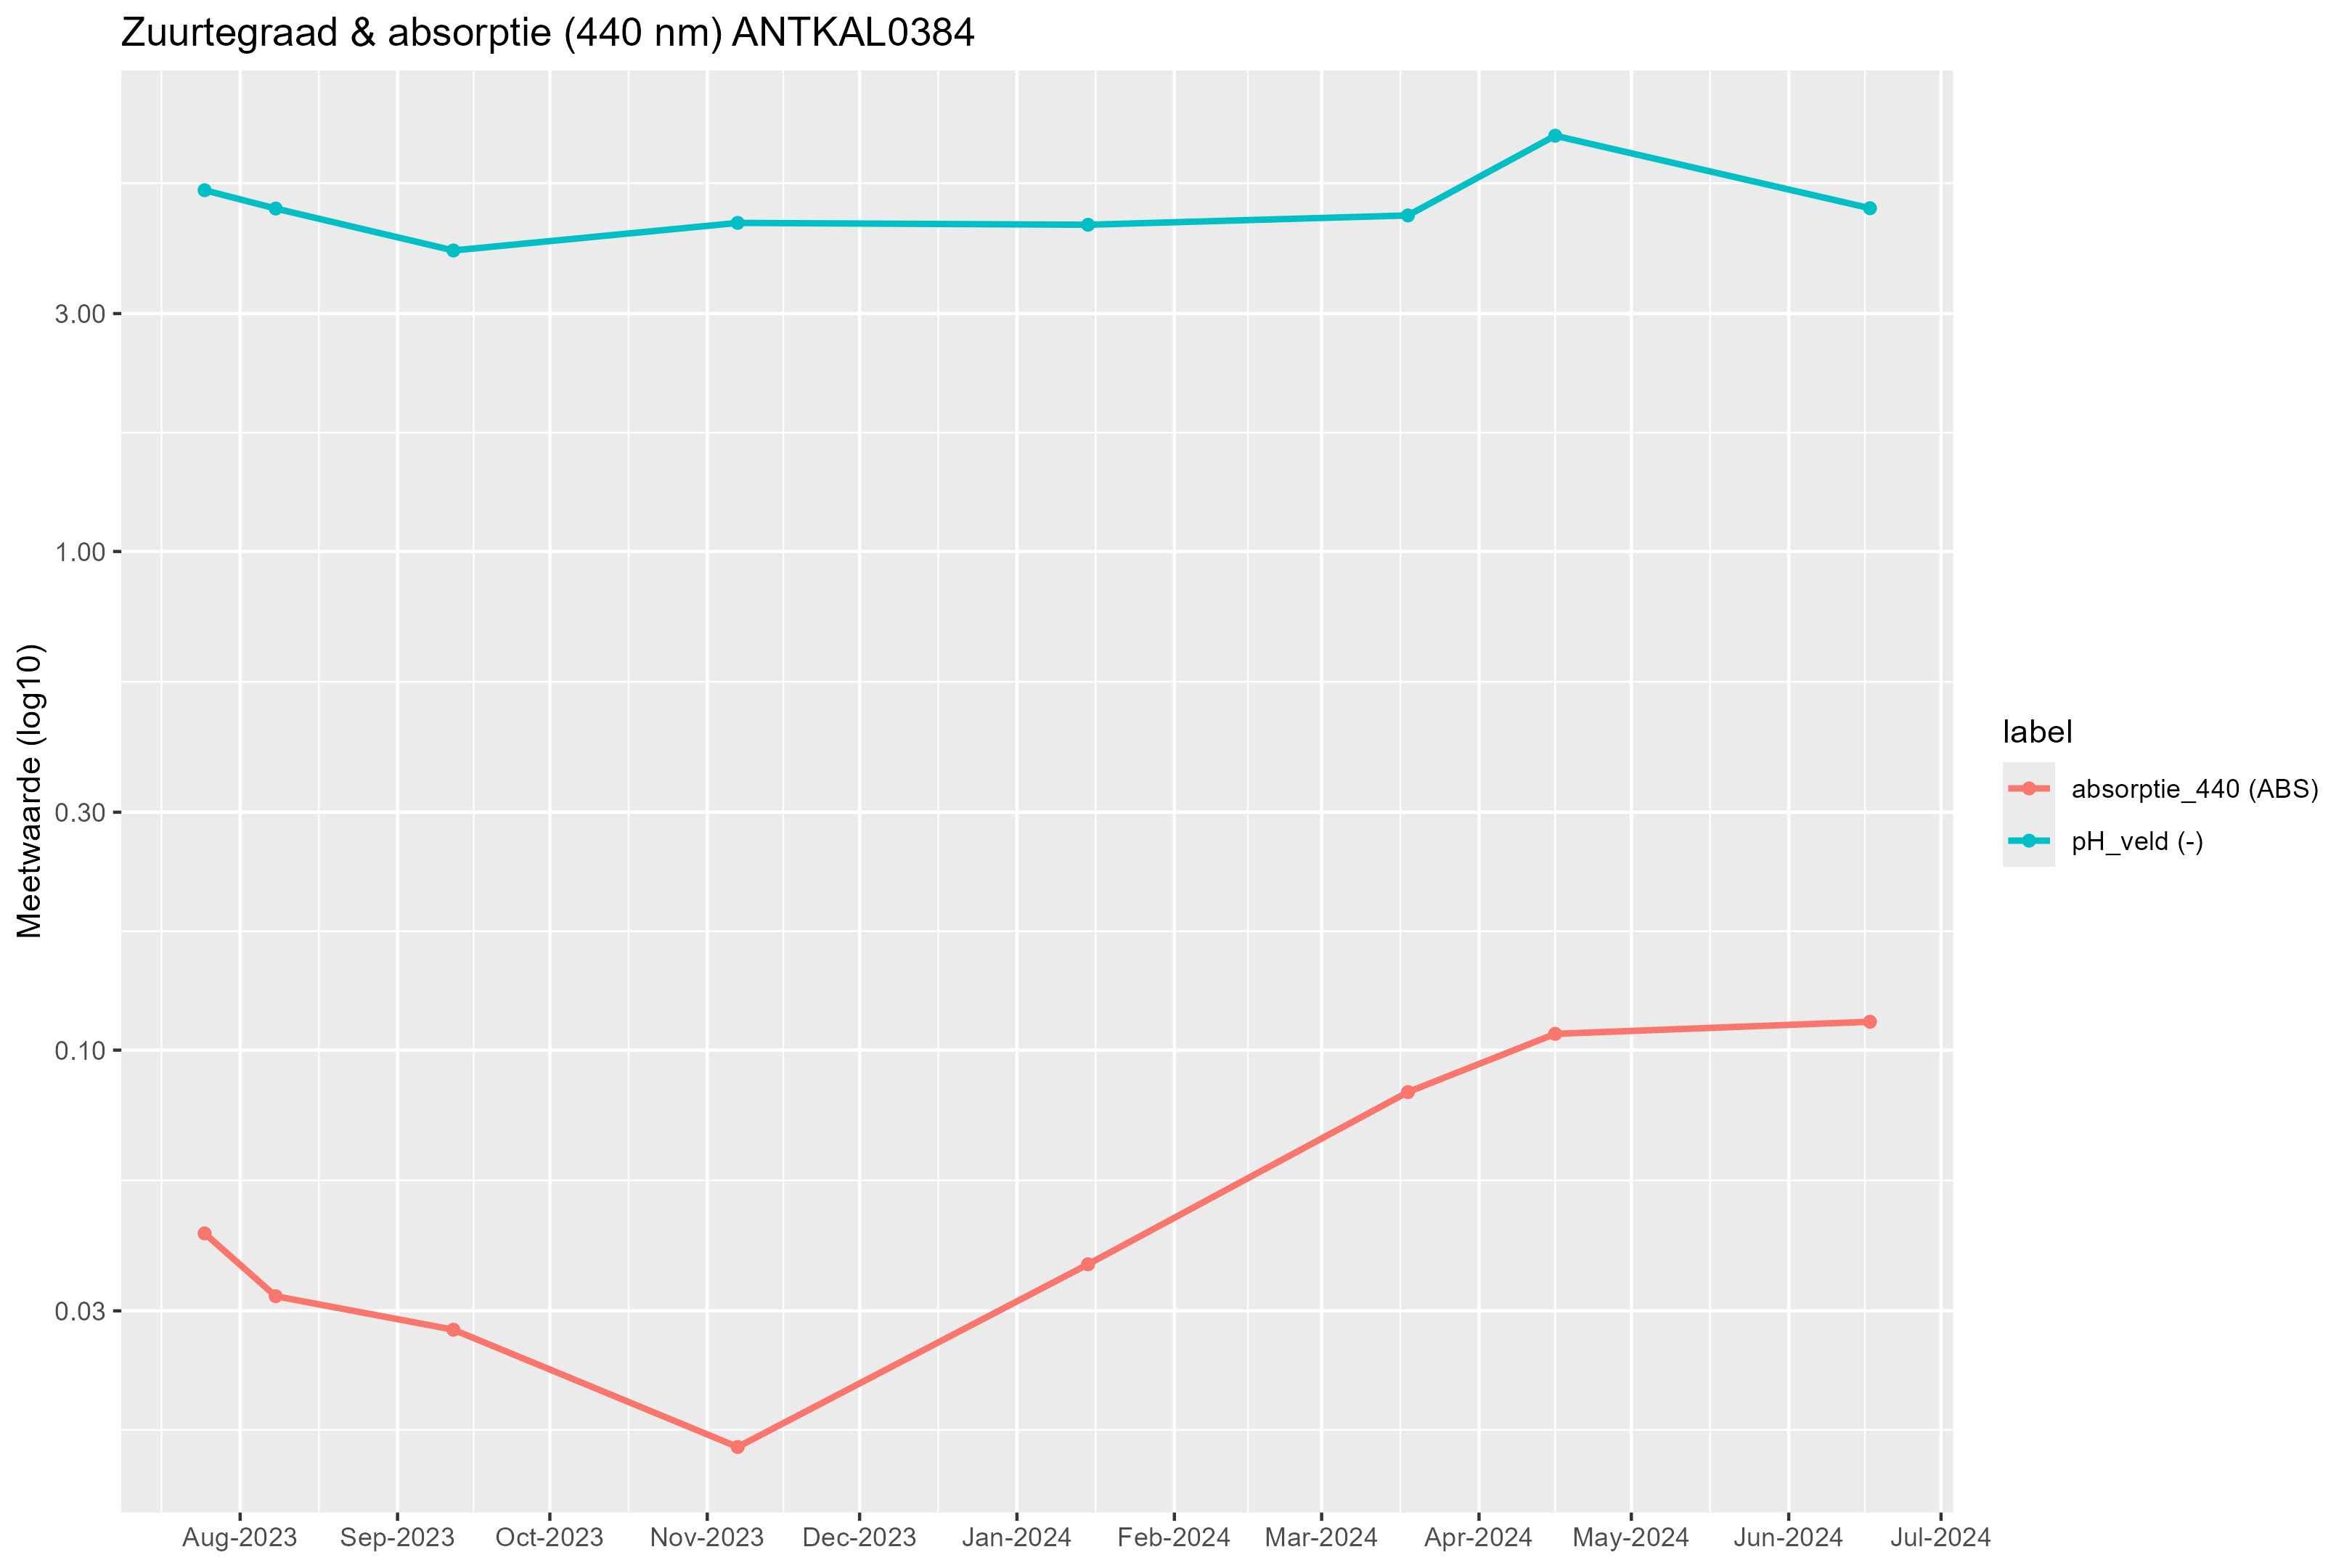 Zuurtegraad & absorptie (440 nm) ANTKAL0384
Meetwaarde (log10)
3.00
1.00
0.30
0.10
0.03
Aug-2023 Sep-2023 Oct-2023 Nov-2023 Dec-2023 Jan-2024 Feb-2024 Mar-2024 Apr-2024 May-2024 Jun-2024 Jul-2024
label
absorptie_440 (ABS)
pH_veld (-)